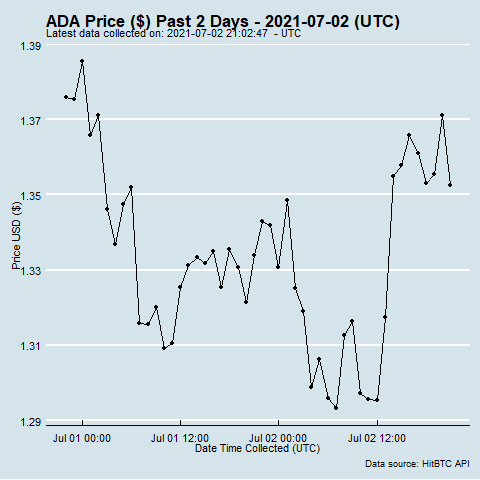 ADA Price ($) Past 2 Days - 2021-07-02 (UTC)
Latest data collected on: 2021-07-02 21:02:47 - UTC
1.39
1.37
1.35
1.33
1.31
1.29
Price USD ($)
Jul 01 00:00 Jul 01 12:00 Jul 02 00:00 Jul 02 12:00
Date Time Collected (UTC)
Data source: HitBTC API